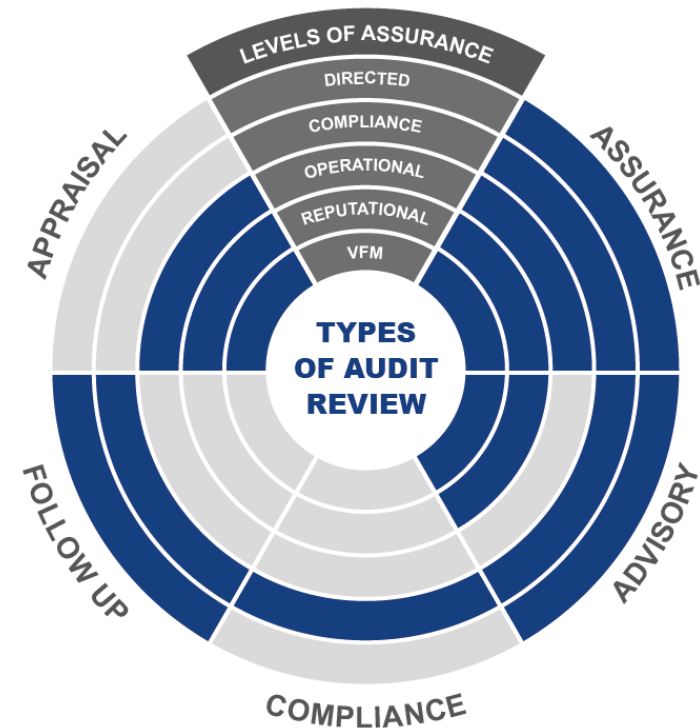 LEVELS OF ASSURANCE
DIRECTED
COMPLIANCE
OPERATIONAL
REPUTATIONAL
VFM
TYPES
OF AUDIT
REVIEW
APPRAISAL
ASSURANCE
FOLLOW UP
ADVISORY
COMPLIANCE